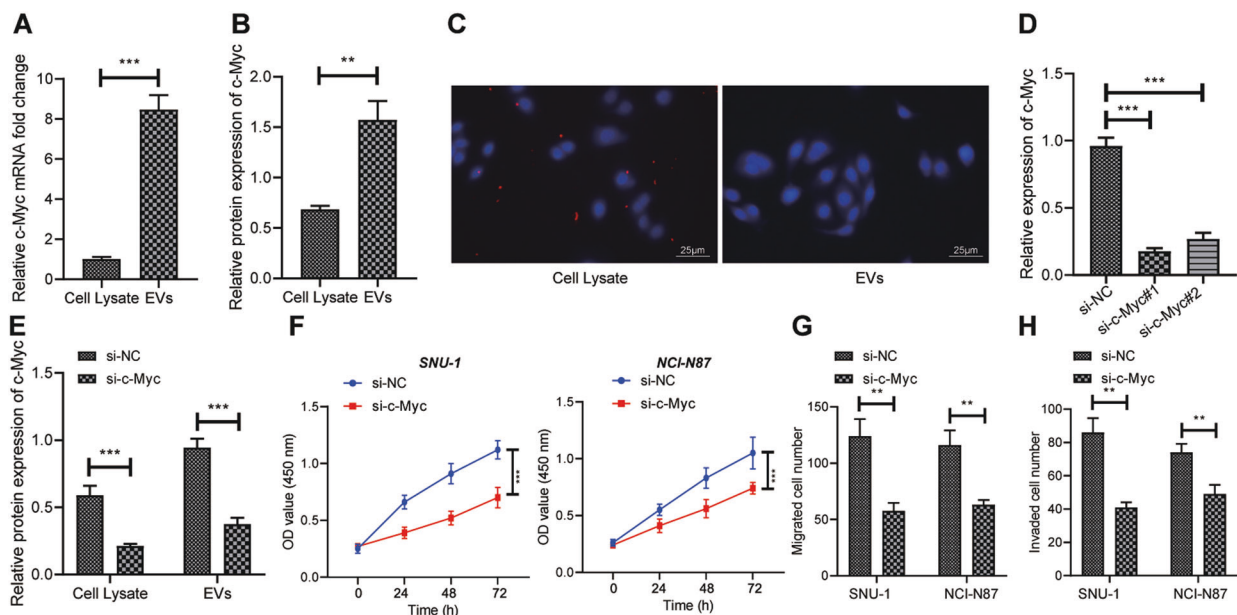 A
Relative c-Myc mRNA fold change
10
8
6
4
2
0
***
Cell Lysate EVs
B
Relative protein expression of c-Myc
2.0
1.5
1.0
0.5
0.0
**
Cell Lysate EVs
C
25μm
25μm
Cell Lysate
EVs
D
Relative expression of c-Myc
1.5
1.0
0.5
0.0
***
***
si-NC
si-c-Myc#1
si-c-Myc#2
E
Relative protein expression of c-Myc
si-NC
si-c-Myc
1.5
1.0
0.5
0.0
***
***
Cell Lysate
EVs
F
SNU-1
si-NC
si-c-Myc
OD value (450 nm)
1.5
1.0
0.5
0.0
***
0 24 48 72
Time (h)
NCI-N87
si-NC
si-c-Myc
OD value (450 nm)
1.5
1.0
0.5
0.0
***
0 24 48 72
Time (h)
G
si-NC
si-c-Myc
Migrated cell number
150
100
50
0
**
**
SNU-1
NCI-N87
H
si-NC
si-c-Myc
Invaded cell number
100
80
60
40
20
0
**
**
SNU-1
NCI-N87